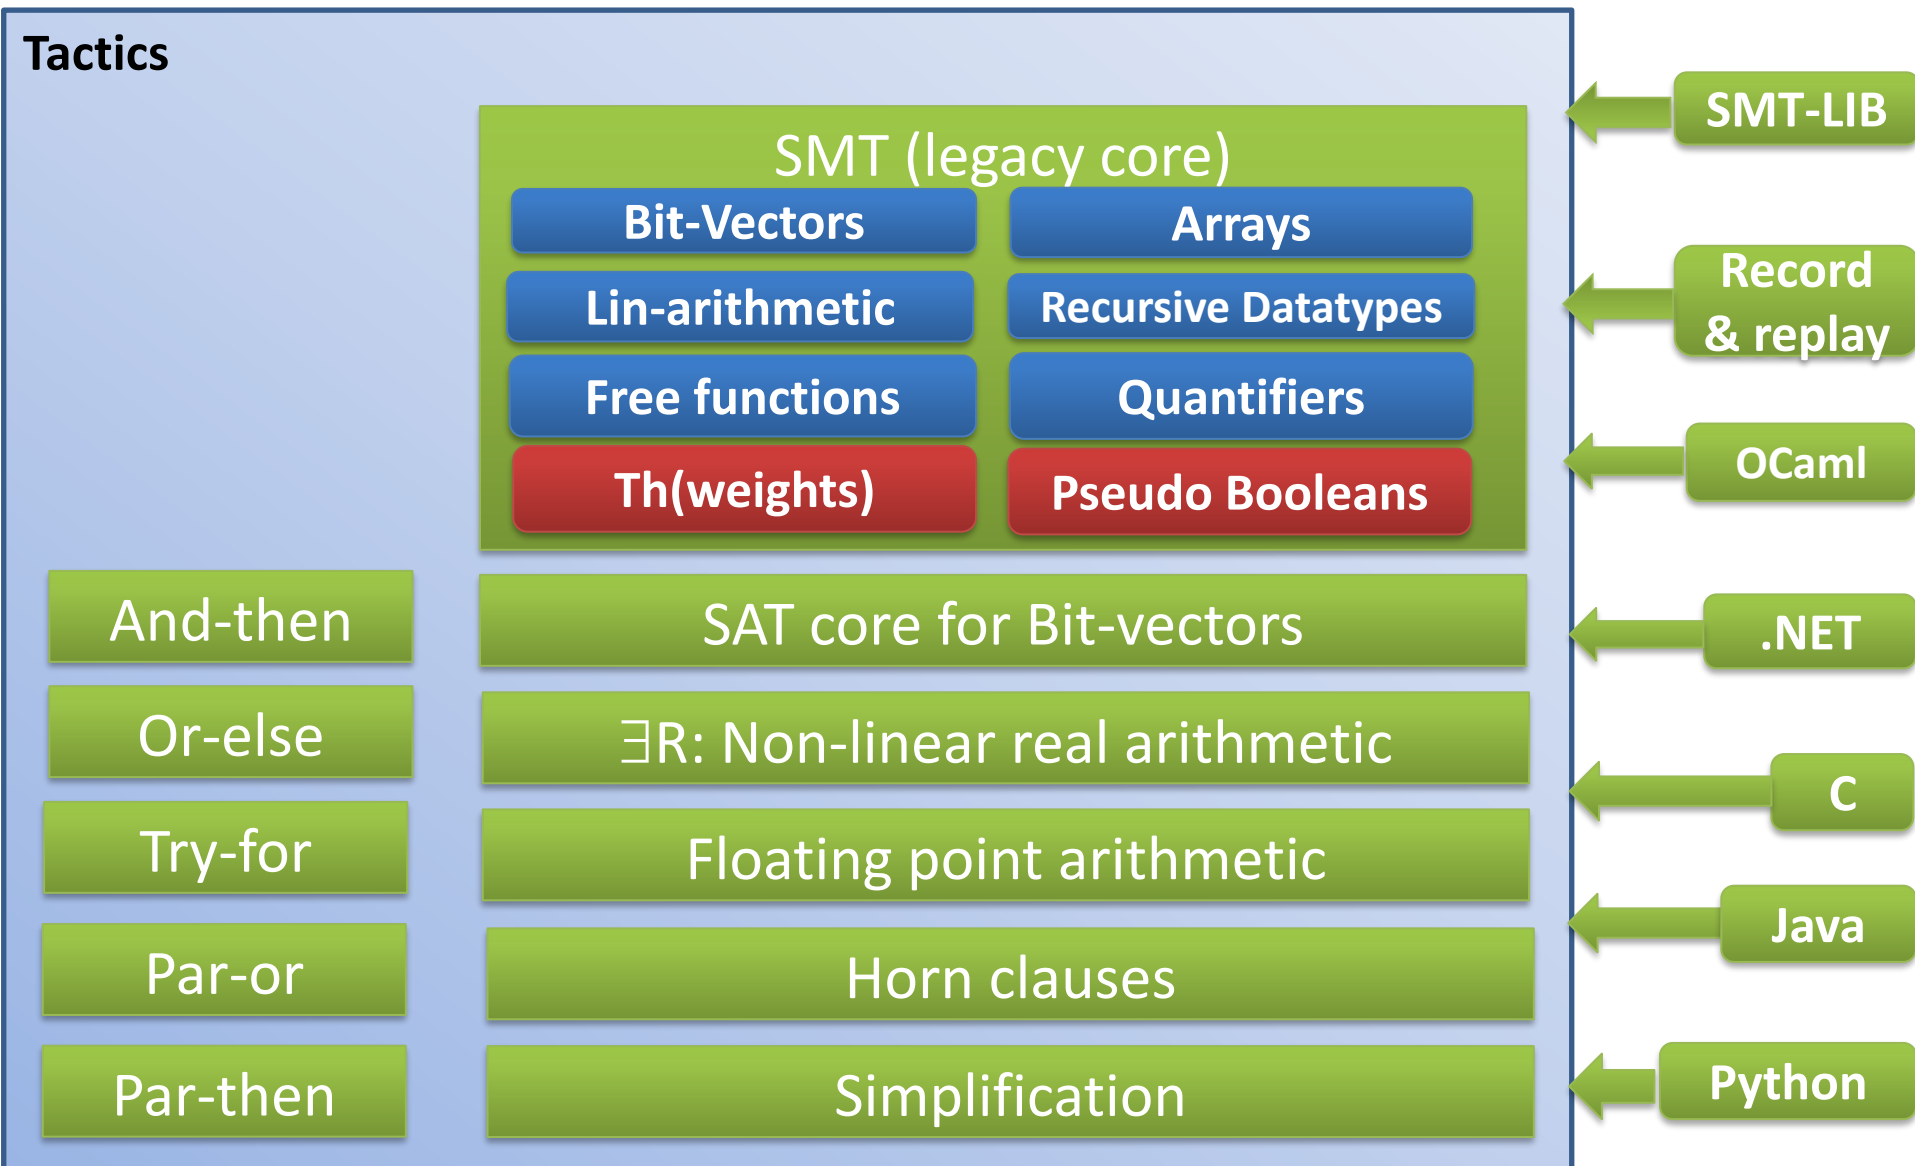 Tactics
SMT (legacy core)
Bit-Vectors
Arrays
Lin-arithmetic
Recursive Datatypes
Free functions
Quantifiers
Th(weights)
Pseudo Booleans
And-then
SAT core for Bit-vectors
Or-else
∃R: Non-linear real arithmetic
Try-for
Floating point arithmetic
Par-or
Horn clauses
Par-then
Simplification
SMT-LIB
Record
& replay
OCaml
.NET
C
Java
Python